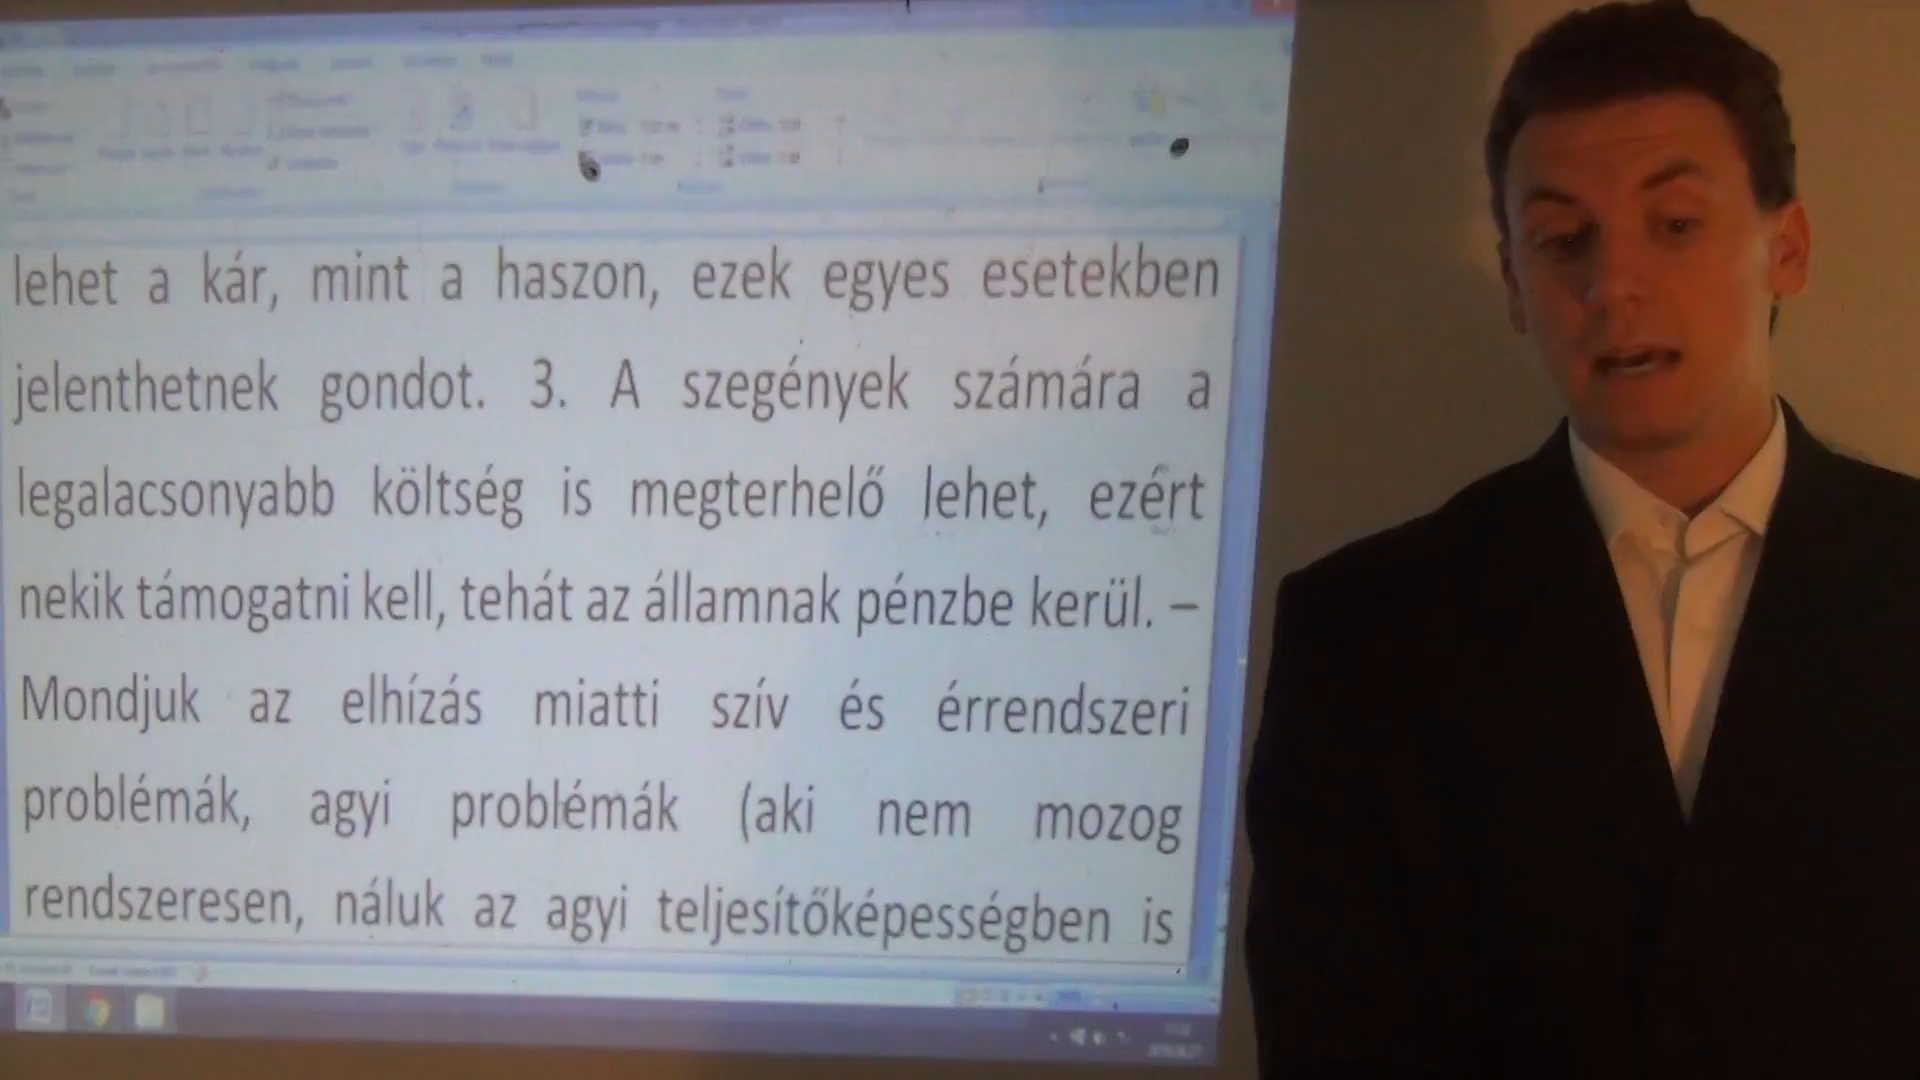 lehet a kár, mint a haszon, ezek egyes esetekben
jelenthetnek gondot. 3. A szegények számára a
legalacsonyabb költség is megterhelő lehet, ezért
nekik támogatni kell, tehát az államnak pénzbe kerül. –
Mondjuk az elhízás miatti szív és érrendszeri
problémák, agyi problémák (aki nem mozog
rendszeresen, náluk az agyi teljesítőképességben is